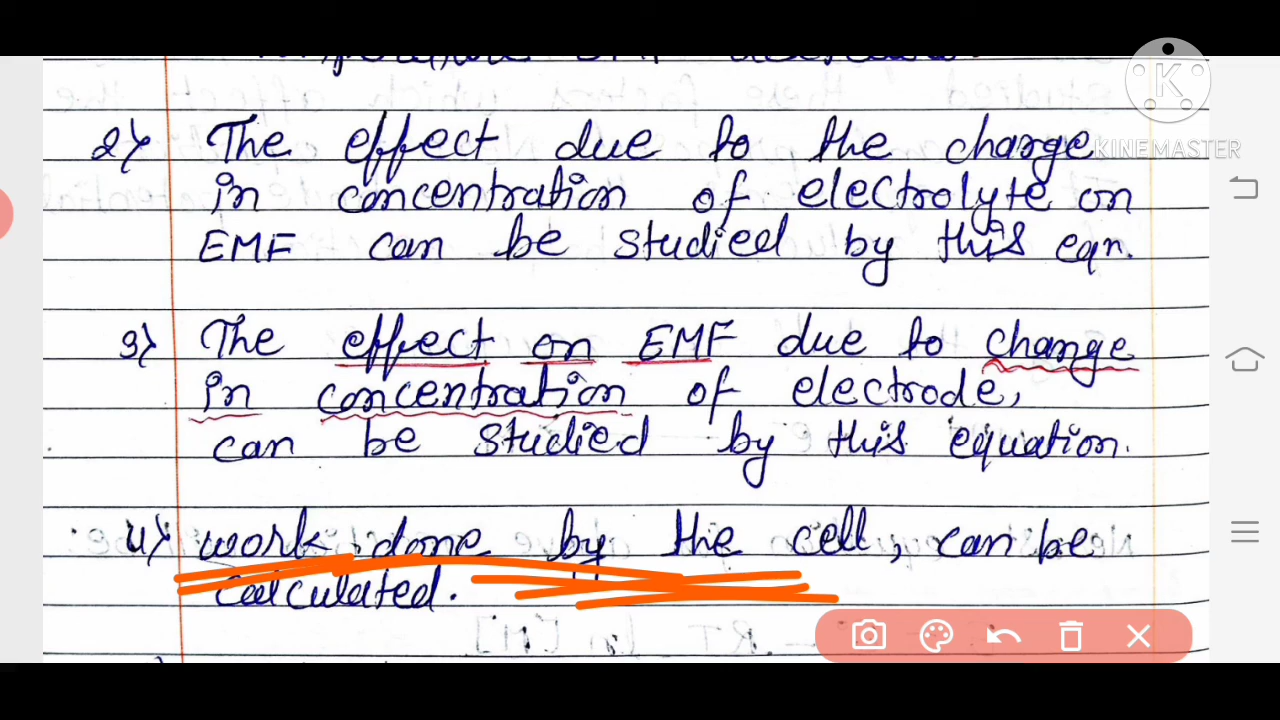 2) The effect due to the charge
in concentration of electrolyte on
EMF can be studied by this eqn.
3) The effect on EMF due to change
in concentration of electrode,
can be studied by this equation.
4) work done by the cell, can be
calculated.
KINEMASTER